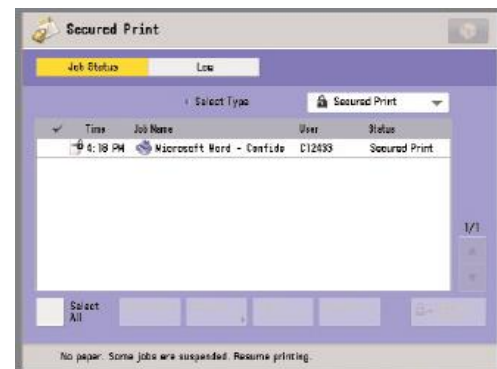 Secured Print
Job Status Log
Select Type Secured Print
Time Job Name User Status
4:18 PM Microsoft Word - Confide C12433 Secured Print
1/1
Select
All
No paper. Some jobs are suspended. Resume printing.